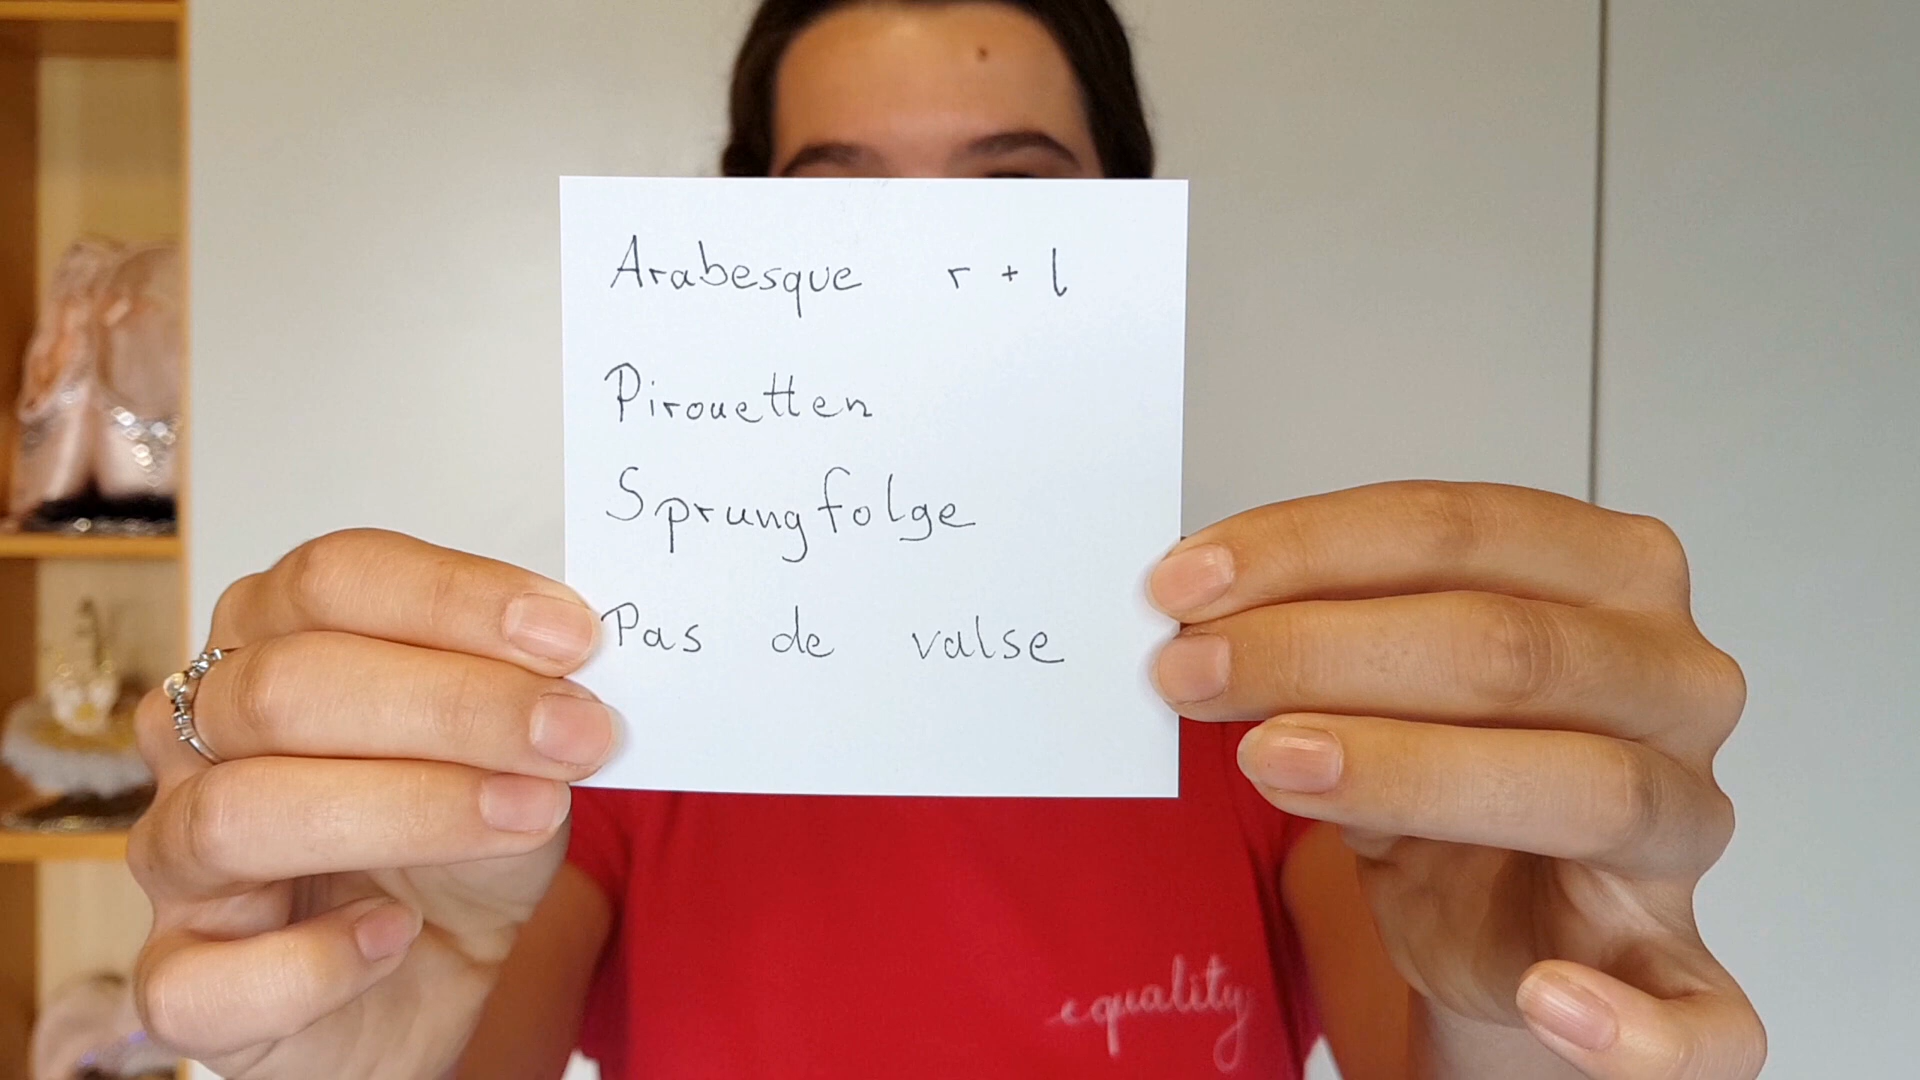 Arabesque r + l
Pirouetten
Sprungfolge
Pas de valse
equality